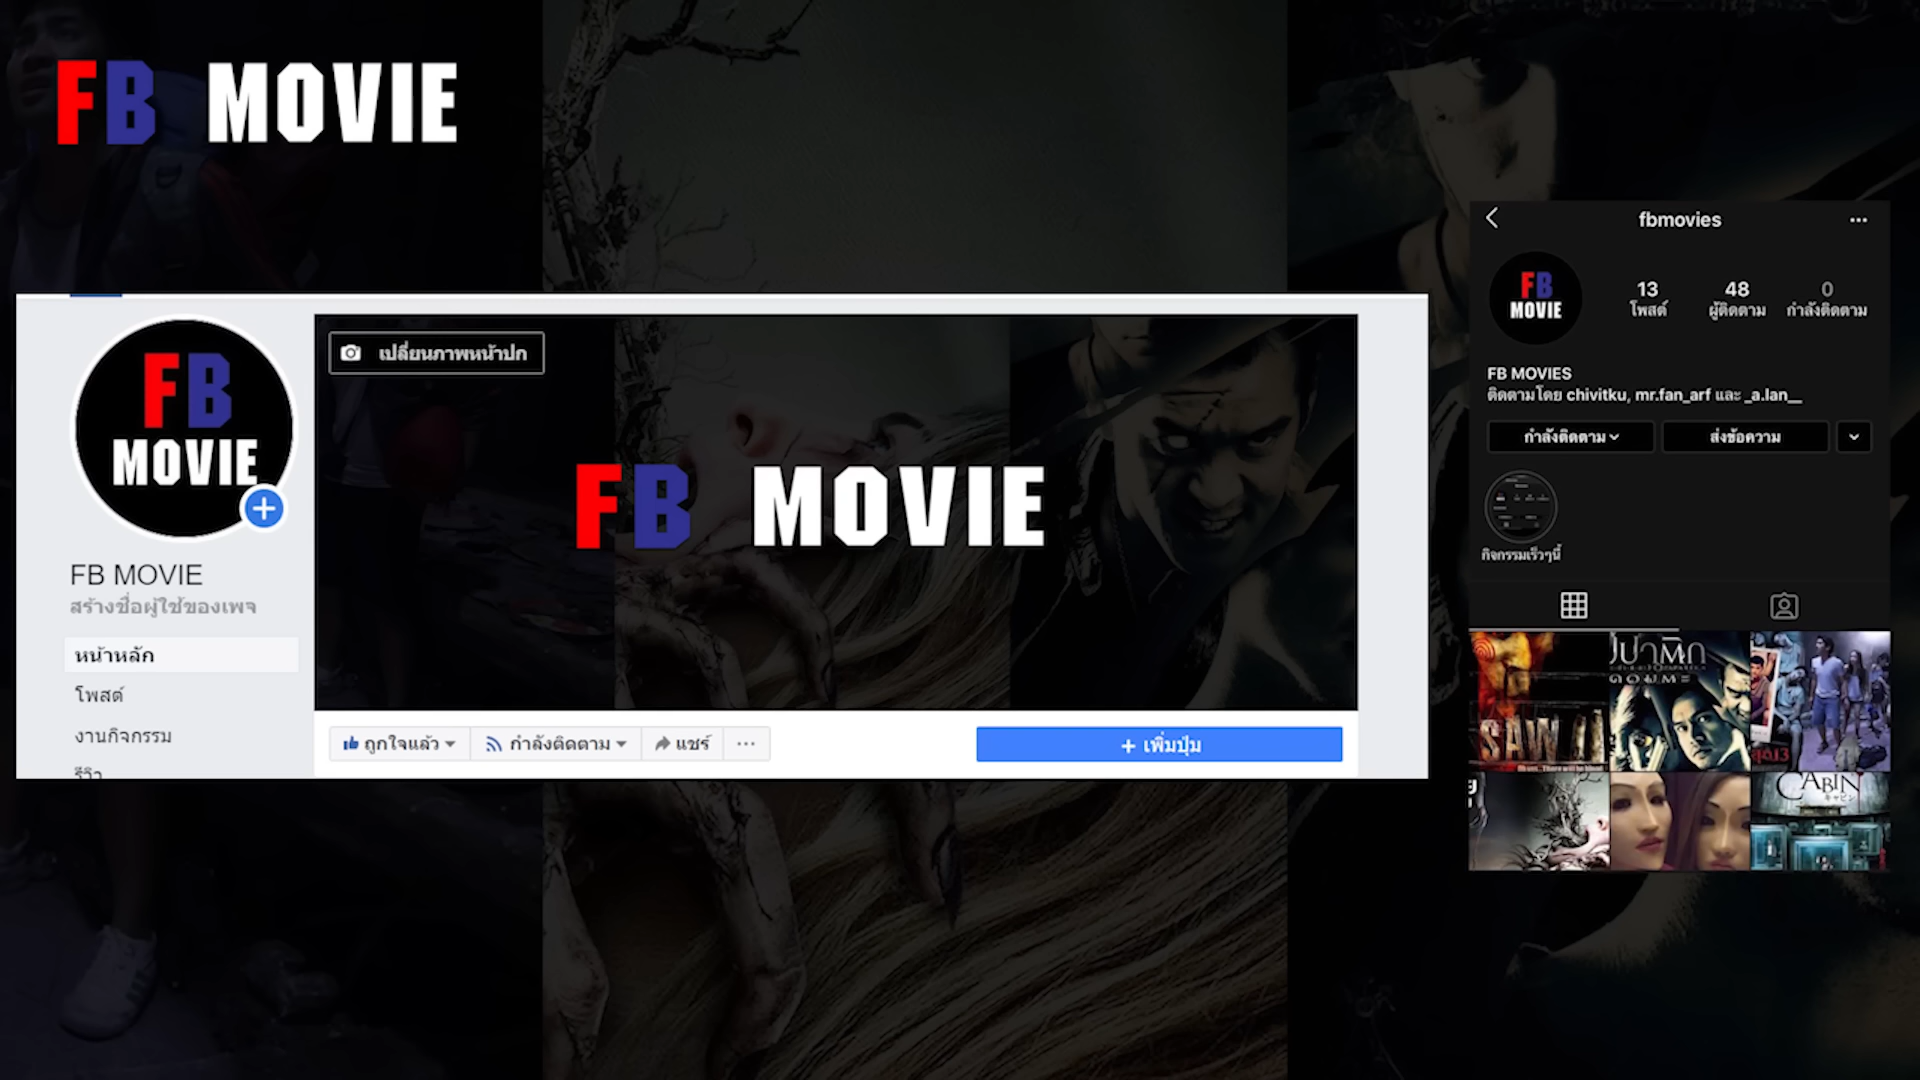 FB MOVIE
FB
MOVIE
FB MOVIE
สร้างชื่อผู้ใช้ของเพจ
หน้าหลัก
โพสต์
งานกิจกรรม
รีวิว
เปลี่ยนภาพหน้าปก
FB MOVIE
ถูกใจแล้ว
กำลังติดตาม
แชร์
...
+ เพิ่มปุ่ม
fbmovies
...
FB
MOVIE
13 48 0
โพสต์ ผู้ติดตาม กำลังติดตาม
FB MOVIES
ติดตามโดย chivitku, mr.fan_arf และ _a.lan__
กำลังติดตาม
ส่งข้อความ
กิจกรรมเร็วๆนี้
SAW II
CABIN
キャビン